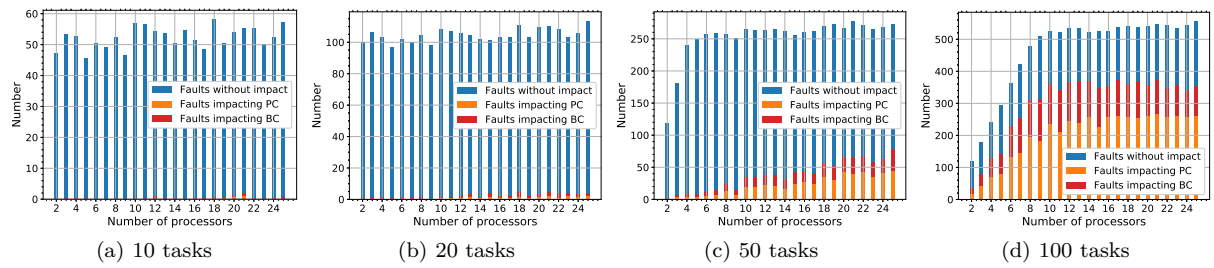 Number
60
50
40
30
20
10
0
Faults without impact
Faults impacting PC
Faults impacting BC
2 4 6 8 10 12 14 16 18 20 22 24
Number of processors
(a) 10 tasks
Number
120
100
80
60
40
20
0
Faults without impact
Faults impacting PC
Faults impacting BC
2 4 6 8 10 12 14 16 18 20 22 24
Number of processors
(b) 20 tasks
Number
250
200
150
100
50
0
Faults without impact
Faults impacting PC
Faults impacting BC
2 4 6 8 10 12 14 16 18 20 22 24
Number of processors
(c) 50 tasks
Number
500
400
300
200
100
0
Faults without impact
Faults impacting PC
Faults impacting BC
2 4 6 8 10 12 14 16 18 20 22 24
Number of processors
(d) 100 tasks